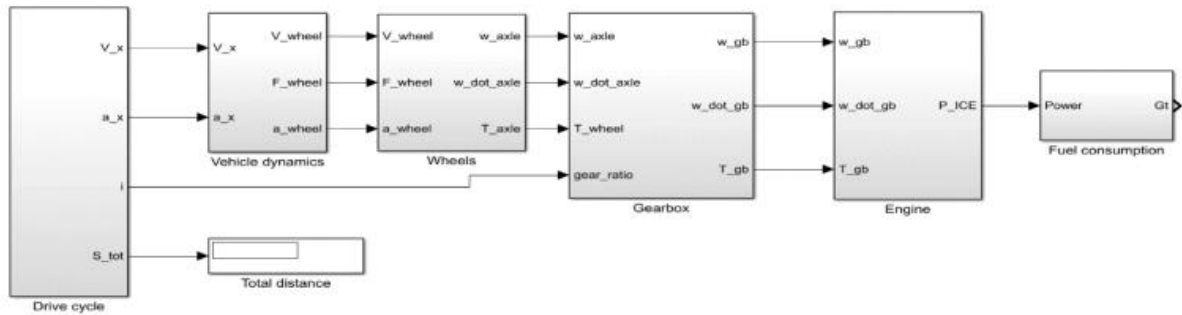 V_x
a_x
i
S_tot
Drive cycle
V_x
a_x
V_wheel
F_wheel
a_wheel
Vehicle dynamics
V_wheel
F_wheel
a_wheel
w_axle
w_dot_axle
T_axle
Wheels
w_axle
w_dot_axle
T_wheel
gear_ratio
w_gb
w_dot_gb
T_gb
Gearbox
w_gb
w_dot_gb
T_gb
P_ICE
Engine
Power
Gt
Fuel consumption
Total distance